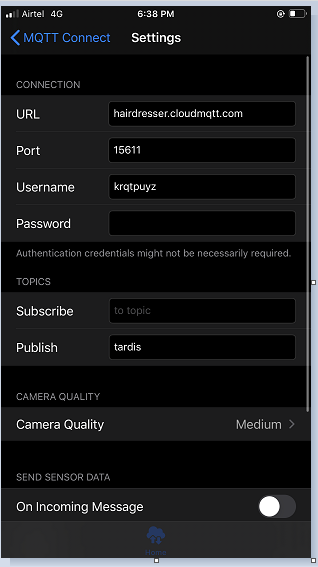 Airtel 4G 6:38 PM
MQTT Connect Settings
CONNECTION
URL hairdresser.cloudmqtt.com
Port 15611
Username krqtpuyz
Password
Authentication credentials might not be necessarily required.
TOPICS
Subscribe to topic
Publish tardis
CAMERA QUALITY
Camera Quality Medium
SEND SENSOR DATA
On Incoming Message
Home